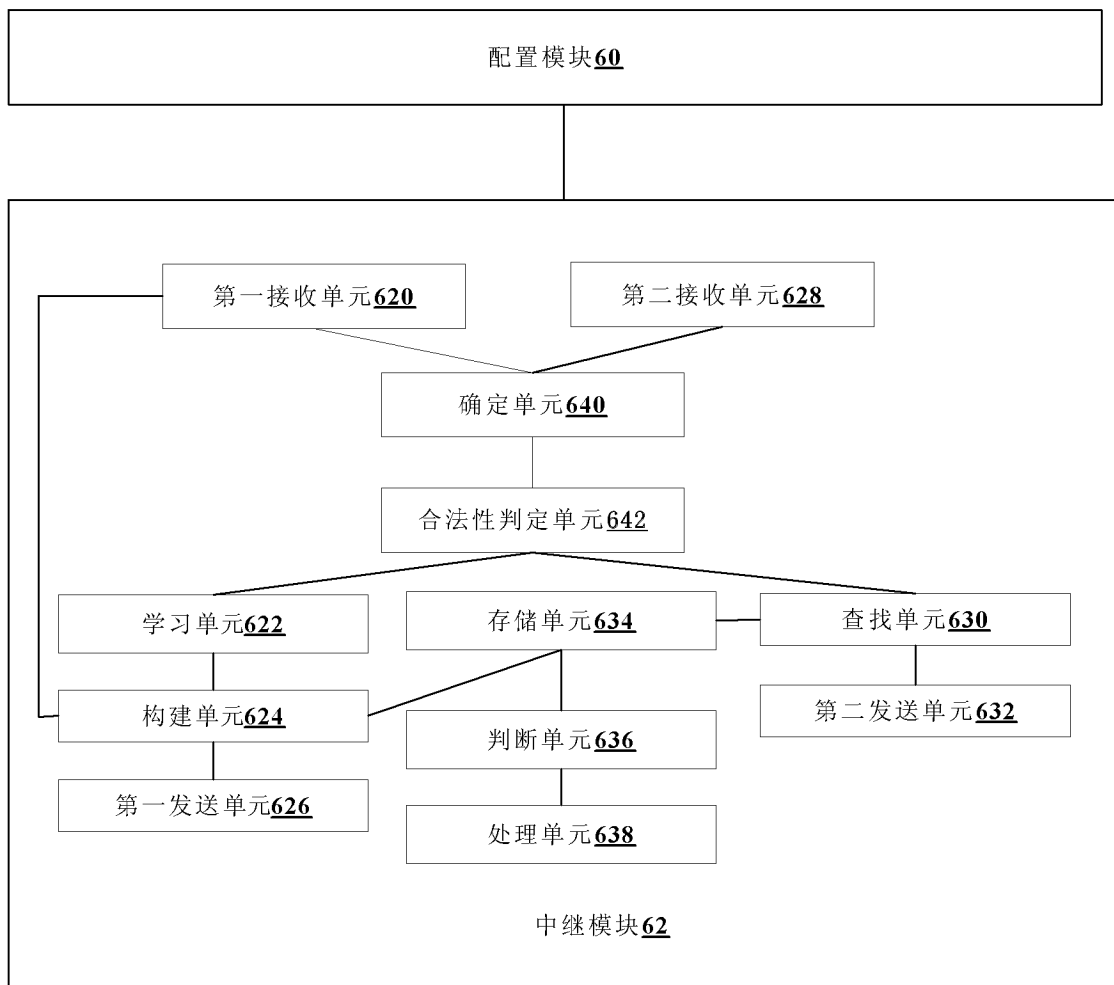 配置模块60
第一接收单元620
第二接收单元628
确定单元640
合法性判定单元642
学习单元622
存储单元634
查找单元630
构建单元624
判断单元636
第二发送单元632
第一发送单元626
处理单元638
中继模块62